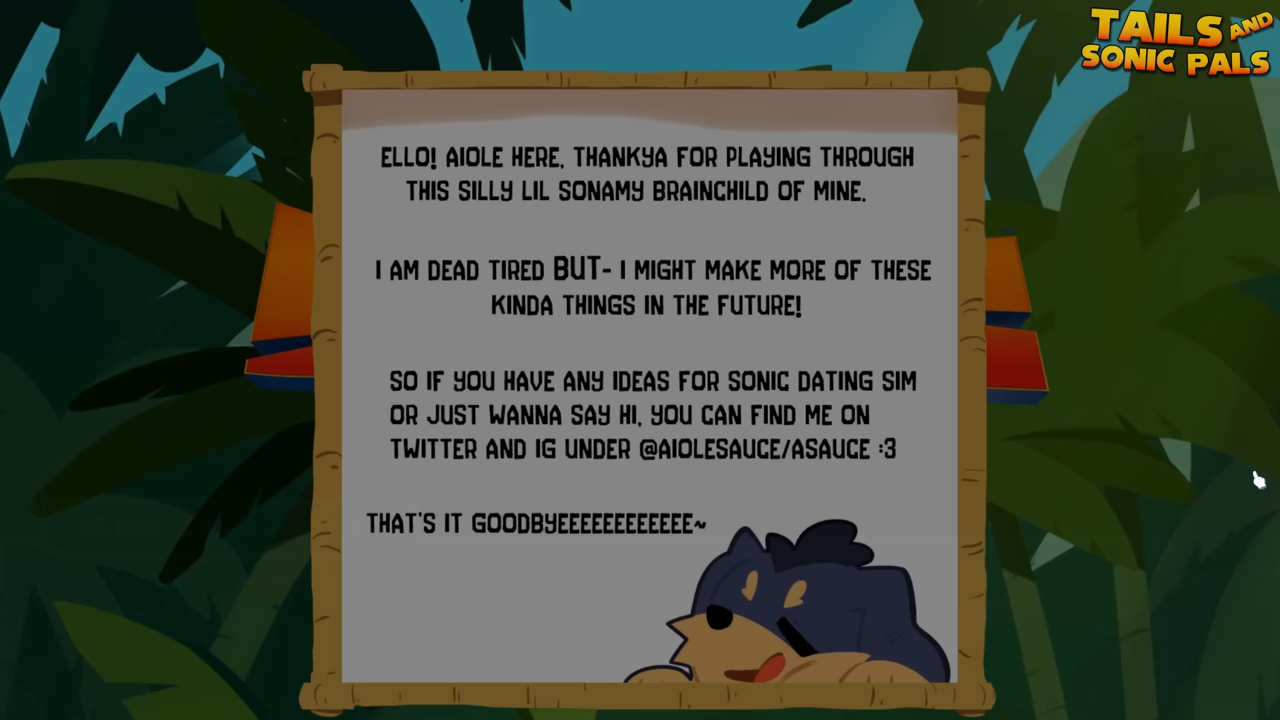 TAILS AND
SONIC PALS
ELLO! AIOLE HERE. THANKYA FOR PLAYING THROUGH
THIS SILLY LIL SONAMY BRAINCHILD OF MINE.
I AM DEAD TIRED BUT- I MIGHT MAKE MORE OF THESE
KINDA THINGS IN THE FUTURE!
SO IF YOU HAVE ANY IDEAS FOR SONIC DATING SIM
OR JUST WANNA SAY HI, YOU CAN FIND ME ON
TWITTER AND IG UNDER @AIOLESAUCE/ASAUCE :3
THAT'S IT GOODBYEEEEEEEEEEEE~